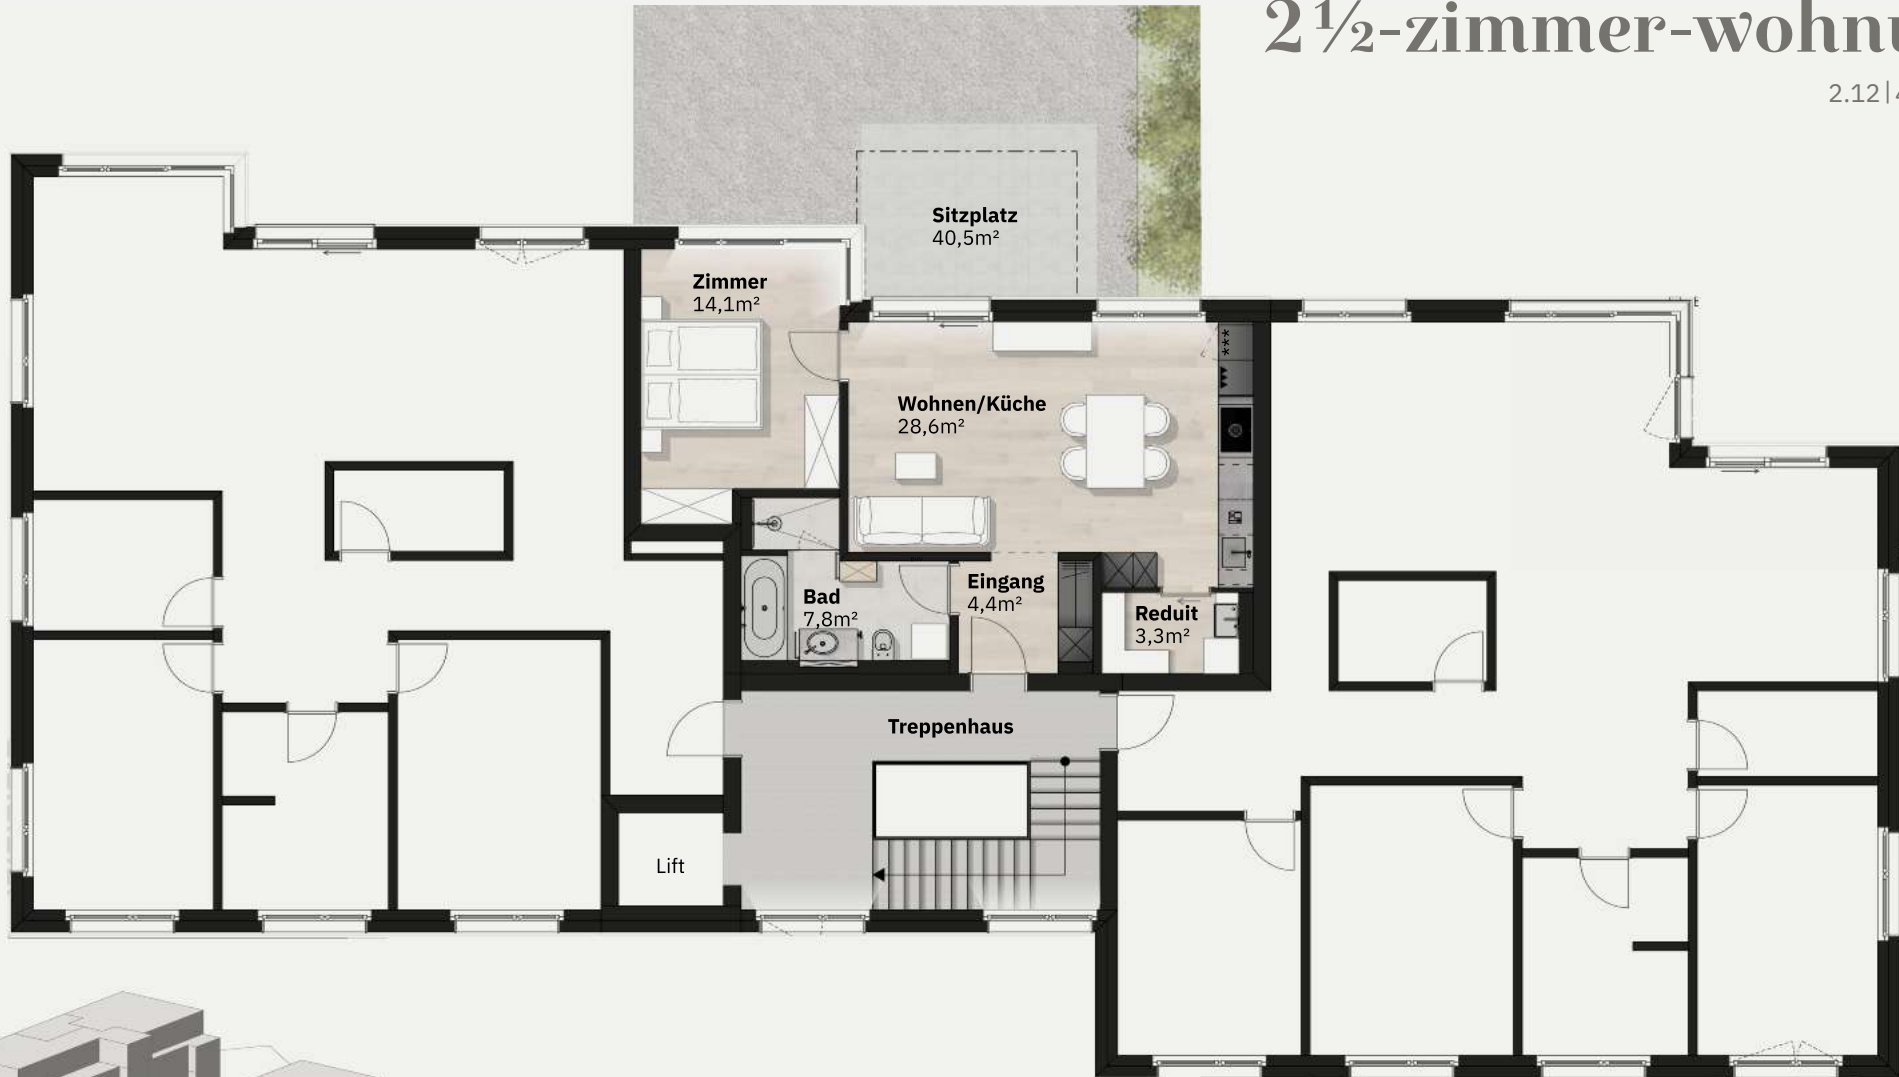 2½-zimmer-wohnu
2.12|4
Sitzplatz
40,5m²
Zimmer
14,1m²
Wohnen/Küche
28,6m²
Eingang
4,4m²
Bad
7,8m²
Reduit
3,3m²
Treppenhaus
Lift
E